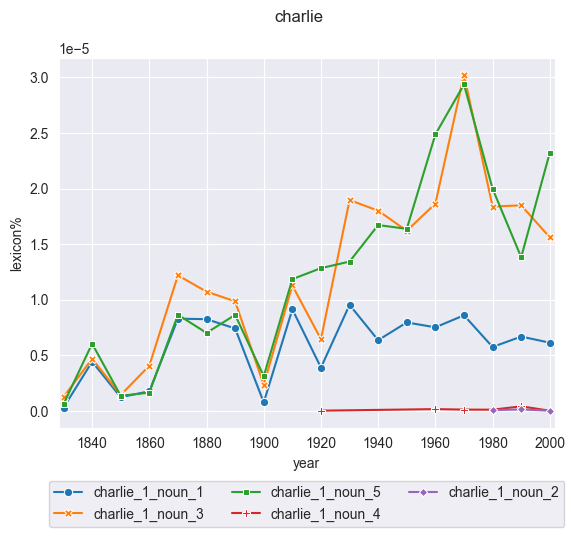 charlie
1e−5
3.0
2.5
2.0
1.5
1.0
0.5
0.0
lexicon%
1840 1860 1880 1900 1920 1940 1960 1980 2000
year
charlie_1_noun_1 charlie_1_noun_5 charlie_1_noun_2
charlie_1_noun_3 charlie_1_noun_4